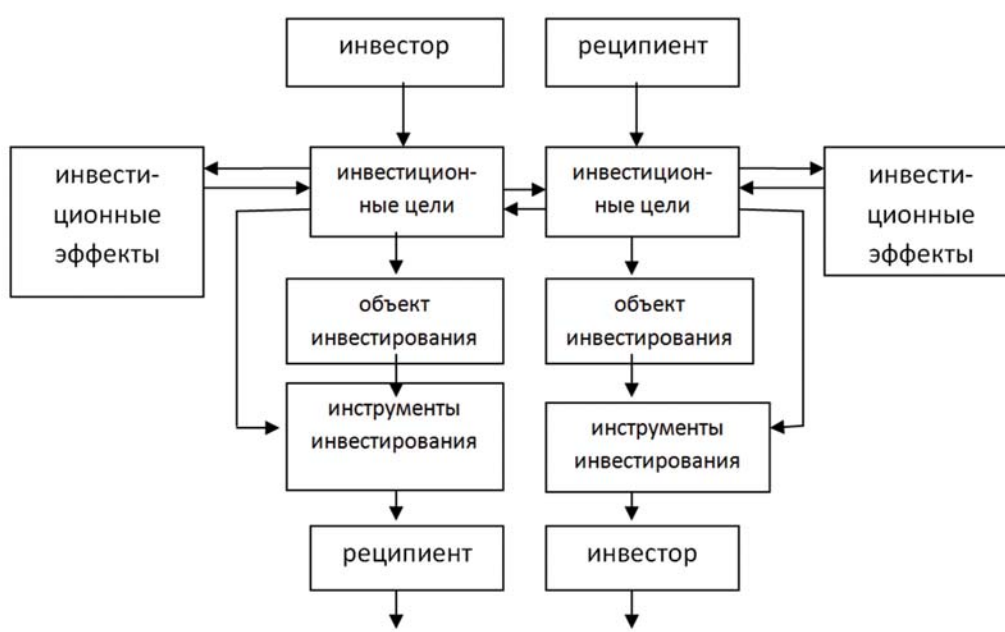 инвестор
реципиент
инвести-
ционные
эффекты
инвестицион-
ные цели
инвестицион-
ные цели
инвести-
ционные
эффекты
объект
инвестирования
объект
инвестирования
инструменты
инвестирования
инструменты
инвестирования
реципиент
инвестор